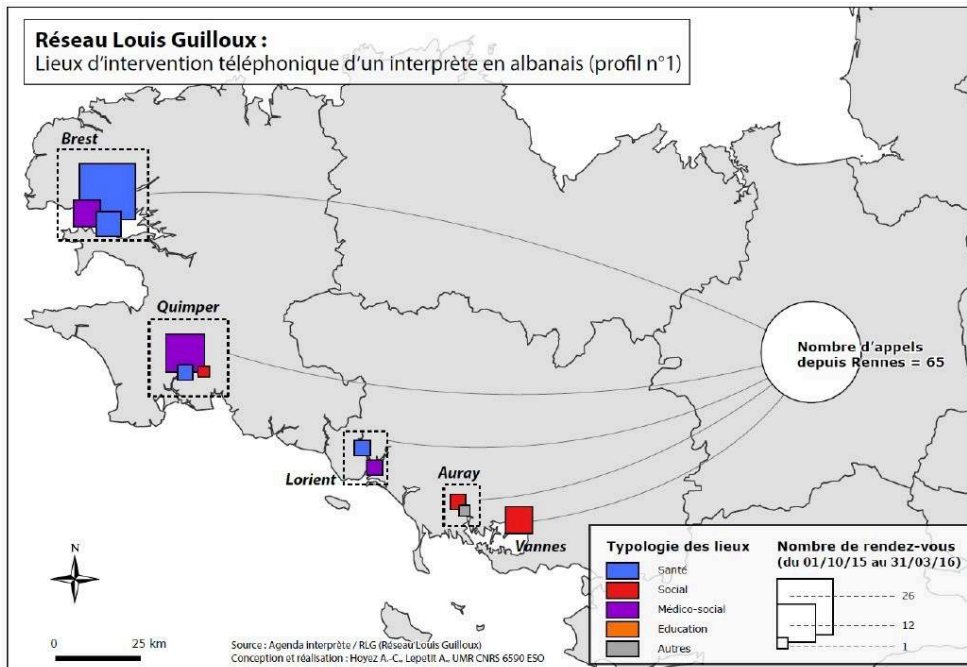 Réseau Louis Guilloux :
Lieux d'intervention téléphonique d'un interprète en albanais (profil n°1)
Brest
Quimper
Nombre d'appels
depuis Rennes = 65
Lorient
Auray
Vannes
N
0 25 km
Source : Agenda interprète / RLG (Réseau Louis Guilloux)
Conception et réalisation : Hoyez A.-C., Lepetit A., UMR CNRS 6590 ESO
Typologie des lieux
Santé
Social
Médico-social
Education
Autres
Nombre de rendez-vous
(du 01/10/15 au 31/03/16)
26
12
1